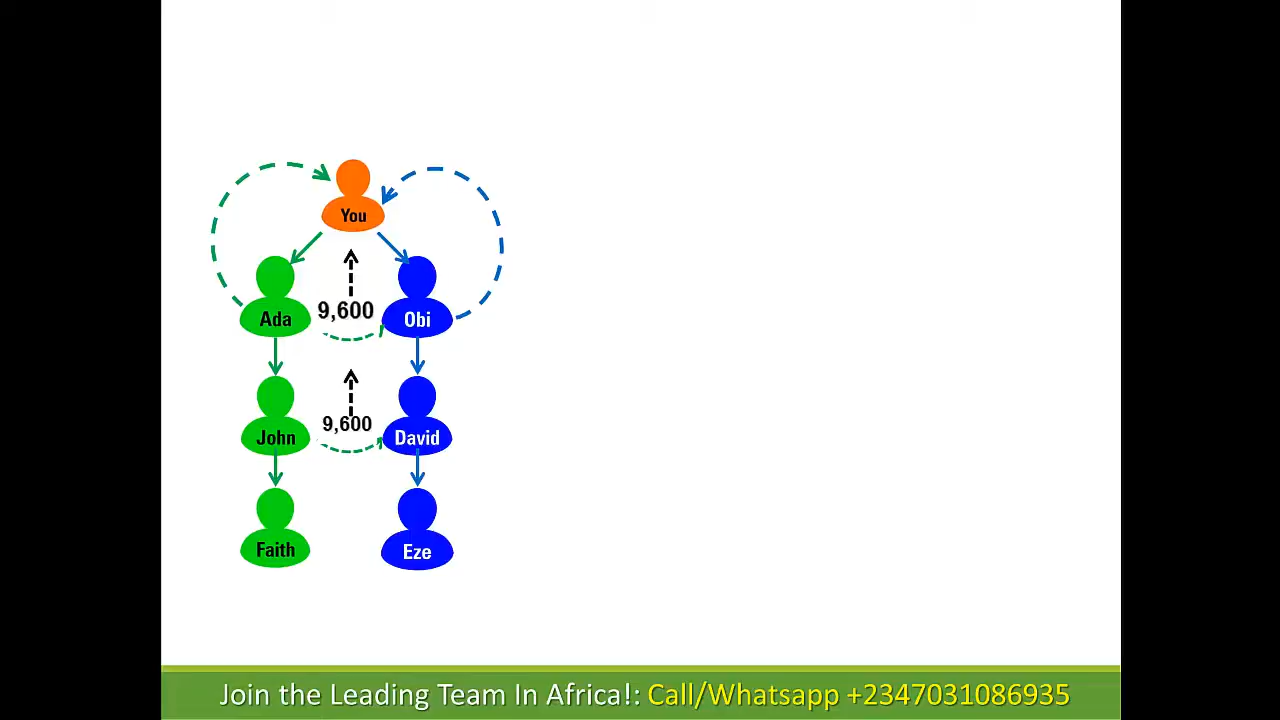 You
Ada
9,600
Obi
John
9,600
David
Faith
Eze
Join the Leading Team In Africa!: Call/Whatsapp +2347031086935